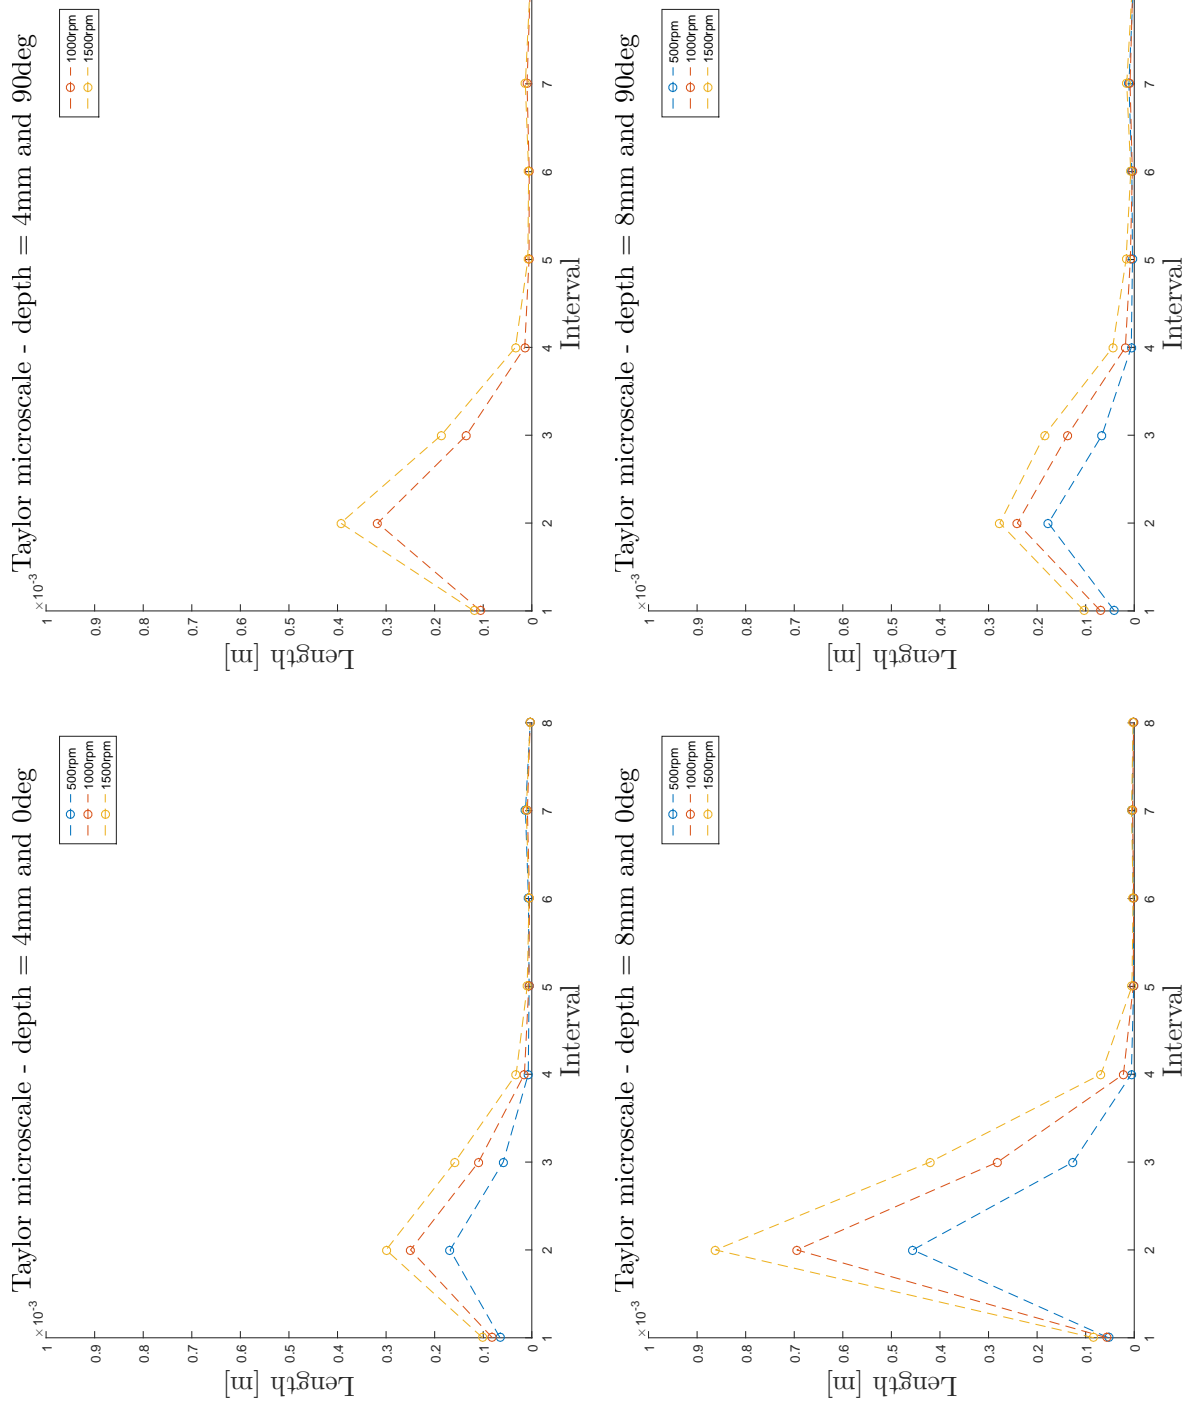 Taylor microscale - depth = 4mm and 0deg
×10-3
500rpm
1000rpm
1500rpm
1
0.9
0.8
0.7
0.6
0.5
0.4
0.3
0.2
0.1
0
Length [m]
1 2 3 4 5 6 7 8
Interval
Taylor microscale - depth = 4mm and 90deg
×10-3
1000rpm
1500rpm
1
0.9
0.8
0.7
0.6
0.5
0.4
0.3
0.2
0.1
0
Length [m]
1 2 3 4 5 6 7
Interval
Taylor microscale - depth = 8mm and 0deg
×10-3
500rpm
1000rpm
1500rpm
1
0.9
0.8
0.7
0.6
0.5
0.4
0.3
0.2
0.1
0
Length [m]
1 2 3 4 5 6 7 8
Interval
Taylor microscale - depth = 8mm and 90deg
×10-3
500rpm
1000rpm
1500rpm
1
0.9
0.8
0.7
0.6
0.5
0.4
0.3
0.2
0.1
0
Length [m]
1 2 3 4 5 6 7
Interval